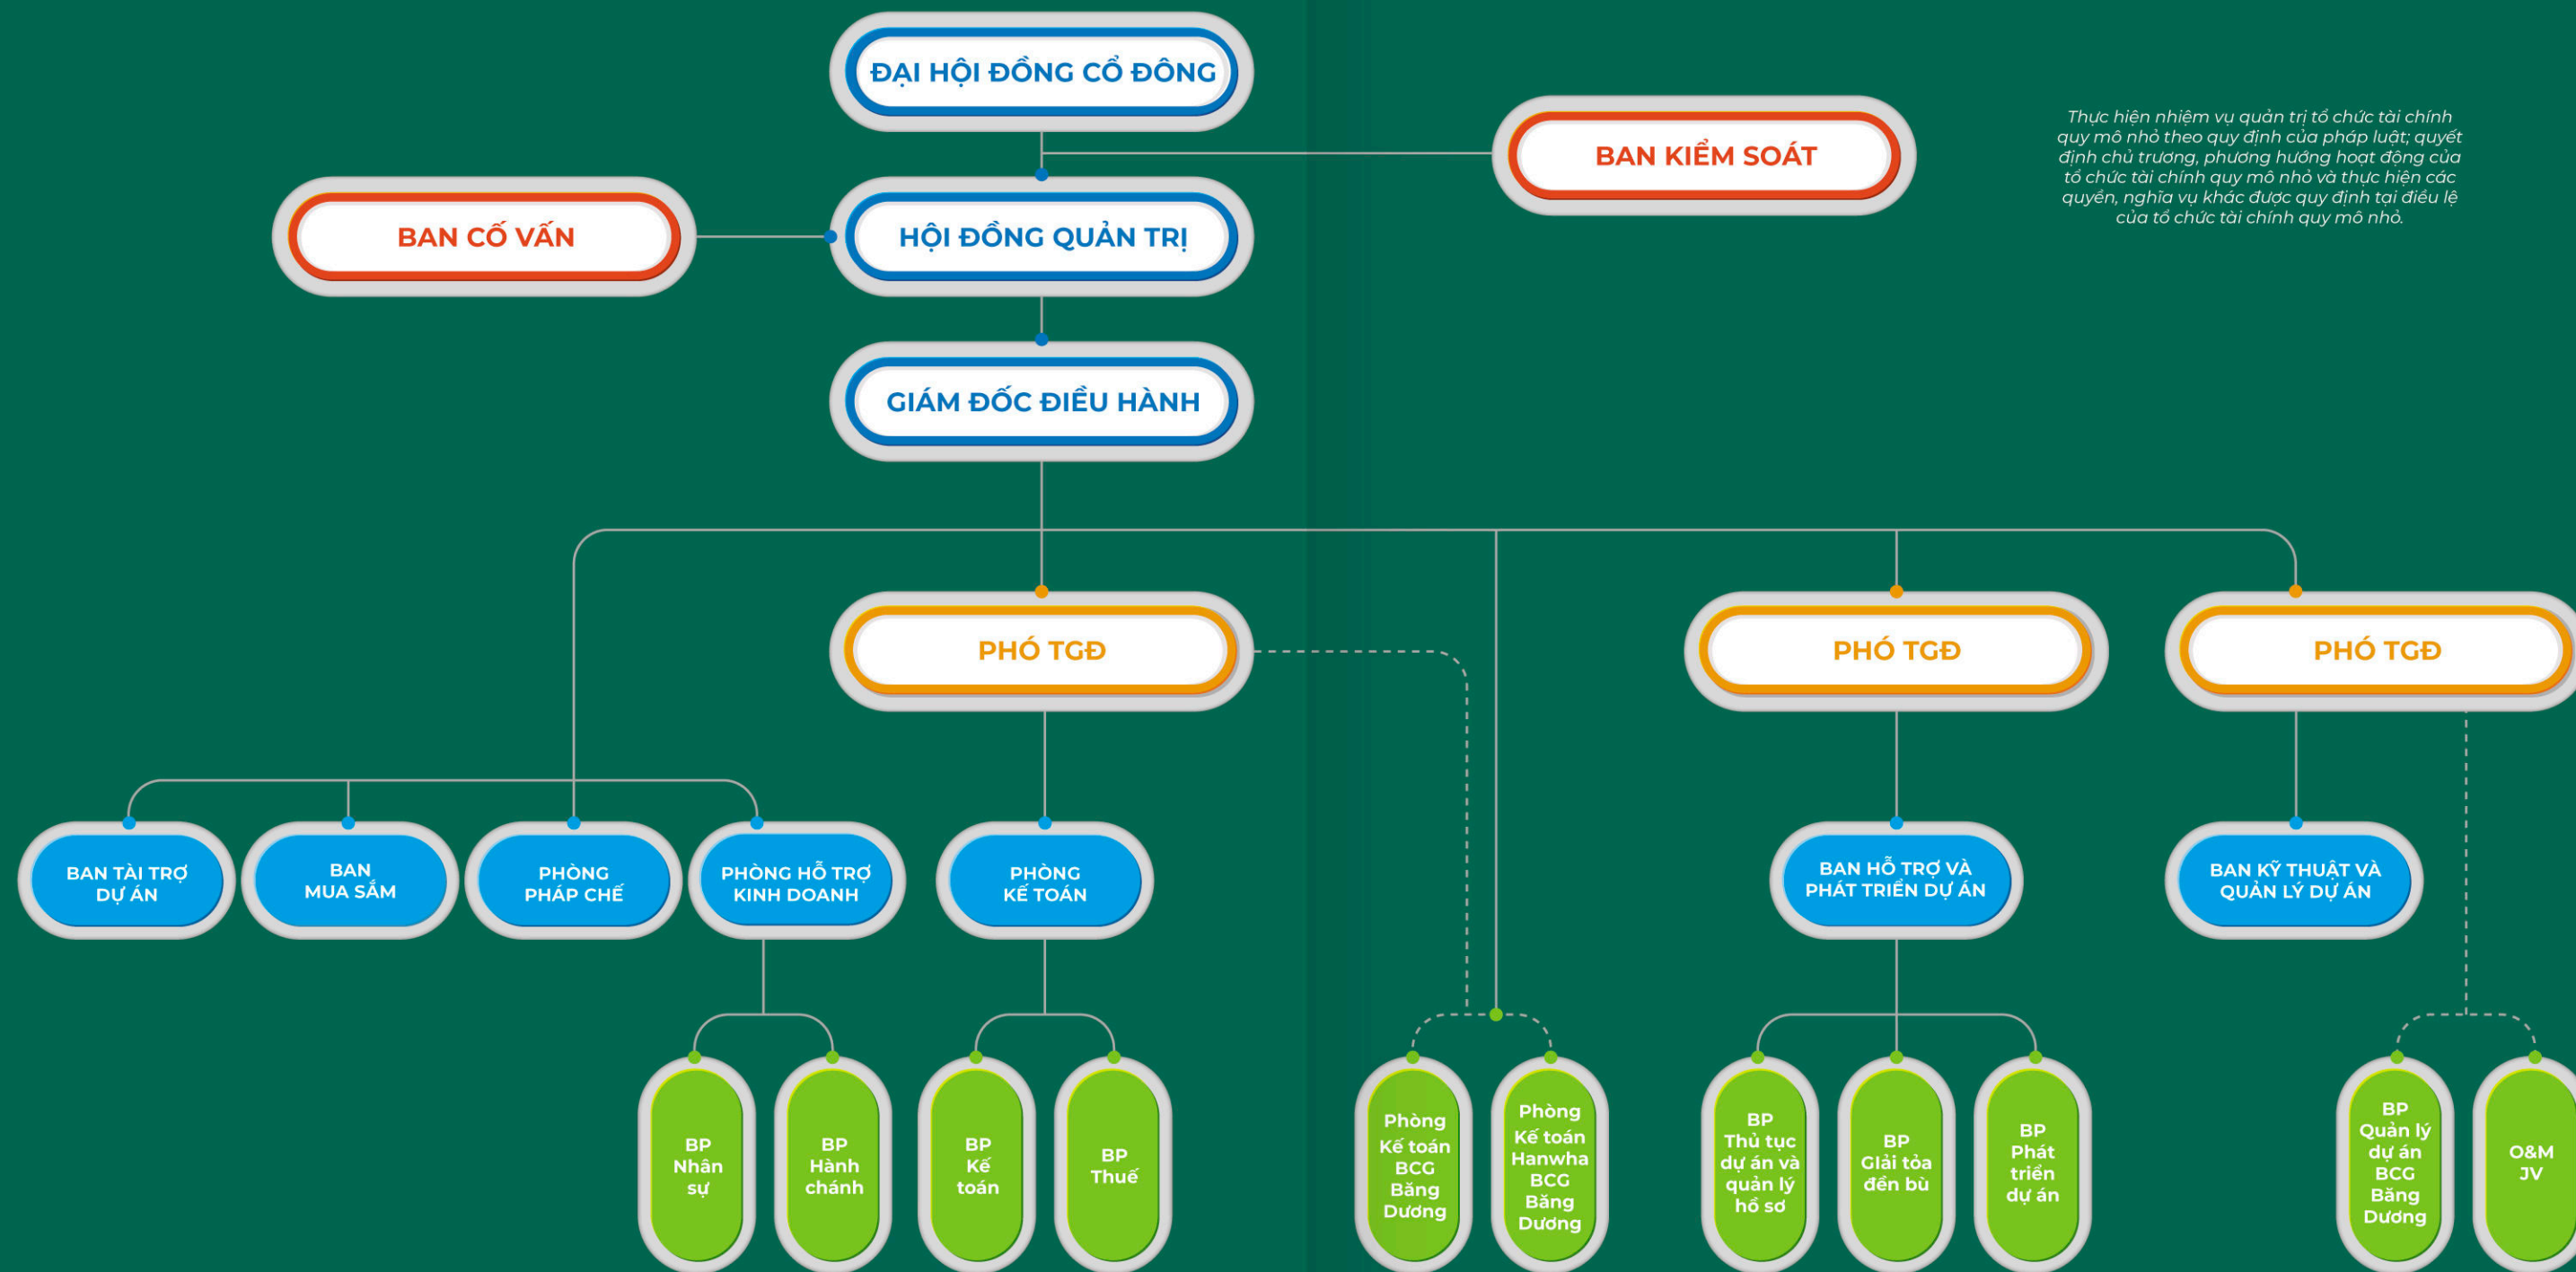 ĐẠI HỘI ĐỒNG CỔ ĐÔNG
BAN KIỂM SOÁT
Thực hiện nhiệm vụ quản trị tổ chức tài chính
quy mô nhỏ theo quy định của pháp luật; quyết
định chủ trương, phương hướng hoạt động của
tổ chức tài chính quy mô nhỏ và thực hiện các
quyền, nghĩa vụ khác được quy định tại điều lệ
của tổ chức tài chính quy mô nhỏ.
BAN CỐ VẤN
HỘI ĐỒNG QUẢN TRỊ
GIÁM ĐỐC ĐIỀU HÀNH
PHÓ TGĐ
PHÓ TGĐ
PHÓ TGĐ
BAN TÀI TRỢ
DỰ ÁN
BAN
MUA SẮM
PHÒNG
PHÁP CHẾ
PHÒNG HỖ TRỢ
KINH DOANH
PHÒNG
KẾ TOÁN
BAN HỖ TRỢ VÀ
PHÁT TRIỂN DỰ ÁN
BAN KỸ THUẬT VÀ
QUẢN LÝ DỰ ÁN
BP
Nhân
sự
BP
Hành
chánh
BP
Kế
toán
BP
Thuế
Phòng
Kế toán
BCG
Băng
Dương
Phòng
Kế toán
Hanwha
BCG
Băng
Dương
BP
Thủ tục
dự án và
quản lý
hồ sơ
BP
GIải tỏa
đền bù
BP
Phát
triển
dự án
BP
Quản lý
dự án
BCG
Băng
Dương
O&M
JV